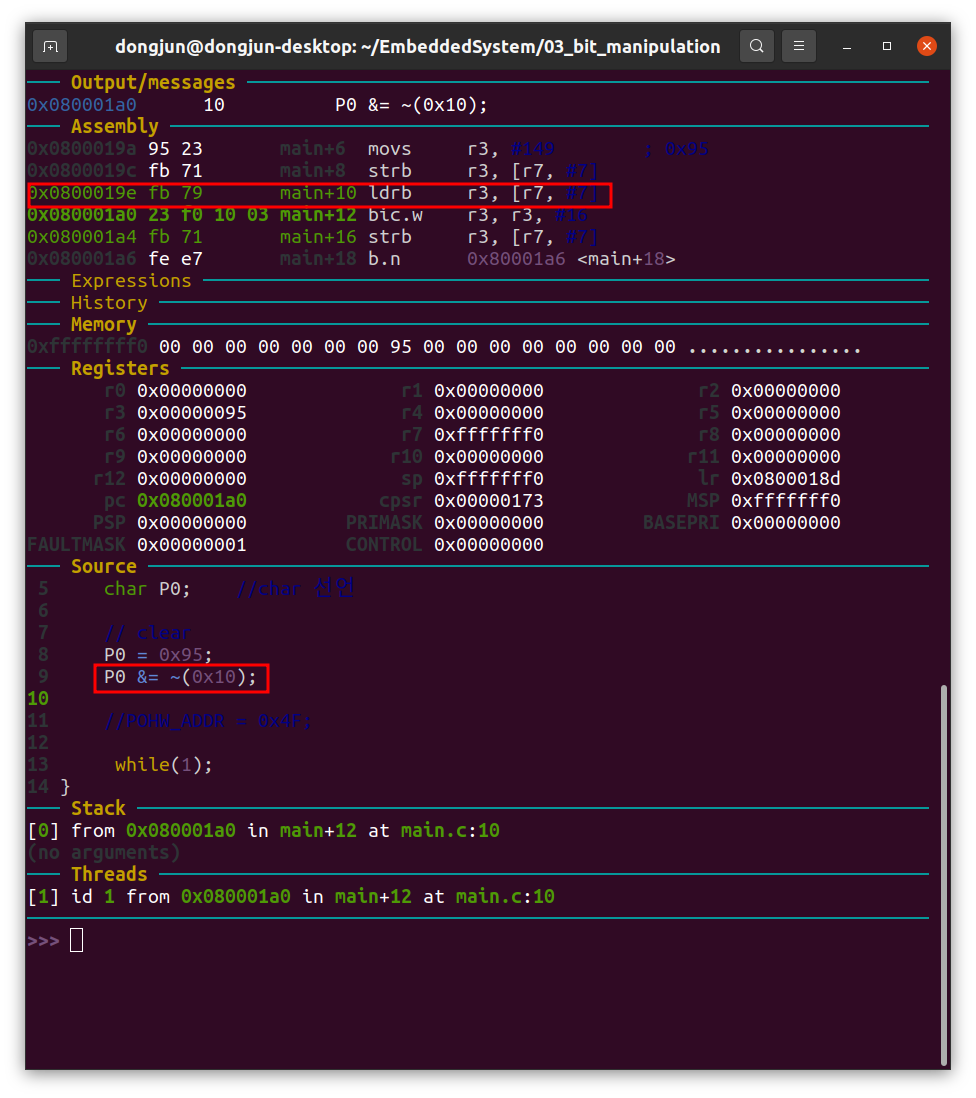 dongjun@dongjun-desktop: ~/EmbeddedSystem/03_bit_manipulation
─── Output/messages ───
0x080001a0 10 P0 &= ~(0x10);
─── Assembly ───
0x0800019a 95 23 main+6 movs r3, #149 ; 0x95
0x0800019c fb 71 main+8 strb r3, [r7, #7]
0x0800019e fb 79 main+10 ldrb r3, [r7, #7]
0x080001a0 23 f0 10 03 main+12 bic.w r3, r3, #16
0x080001a4 fb 71 main+16 strb r3, [r7, #7]
0x080001a6 fe e7 main+18 b.n 0x80001a6 <main+18>
─── Expressions ───
─── History ───
─── Memory ───
0xfffffffff0 00 00 00 00 00 00 00 95 00 00 00 00 00 00 00 00 ................
─── Registers ───
r0 0x00000000 r1 0x00000000 r2 0x00000000
r3 0x00000095 r4 0x00000000 r5 0x00000000
r6 0x00000000 r7 0xfffffff0 r8 0x00000000
r9 0x00000000 r10 0x00000000 r11 0x00000000
r12 0x00000000 sp 0xfffffff0 lr 0x0800018d
pc 0x080001a0 cpsr 0x00000173 MSP 0xfffffff0
PSP 0x00000000 PRIMASK 0x00000000 BASEPRI 0x00000000
FAULTMASK 0x00000001 CONTROL 0x00000000
─── Source ───
5 char P0; //char 선언
6
7 // clear
8 P0 = 0x95;
9 P0 &= ~(0x10);
10
11 //P0HW_ADDR = 0x4F;
12
13 while(1);
14 }
─── Stack ───
[0] from 0x080001a0 in main+12 at main.c:10
(no arguments)
─── Threads ───
[1] id 1 from 0x080001a0 in main+12 at main.c:10
>>>